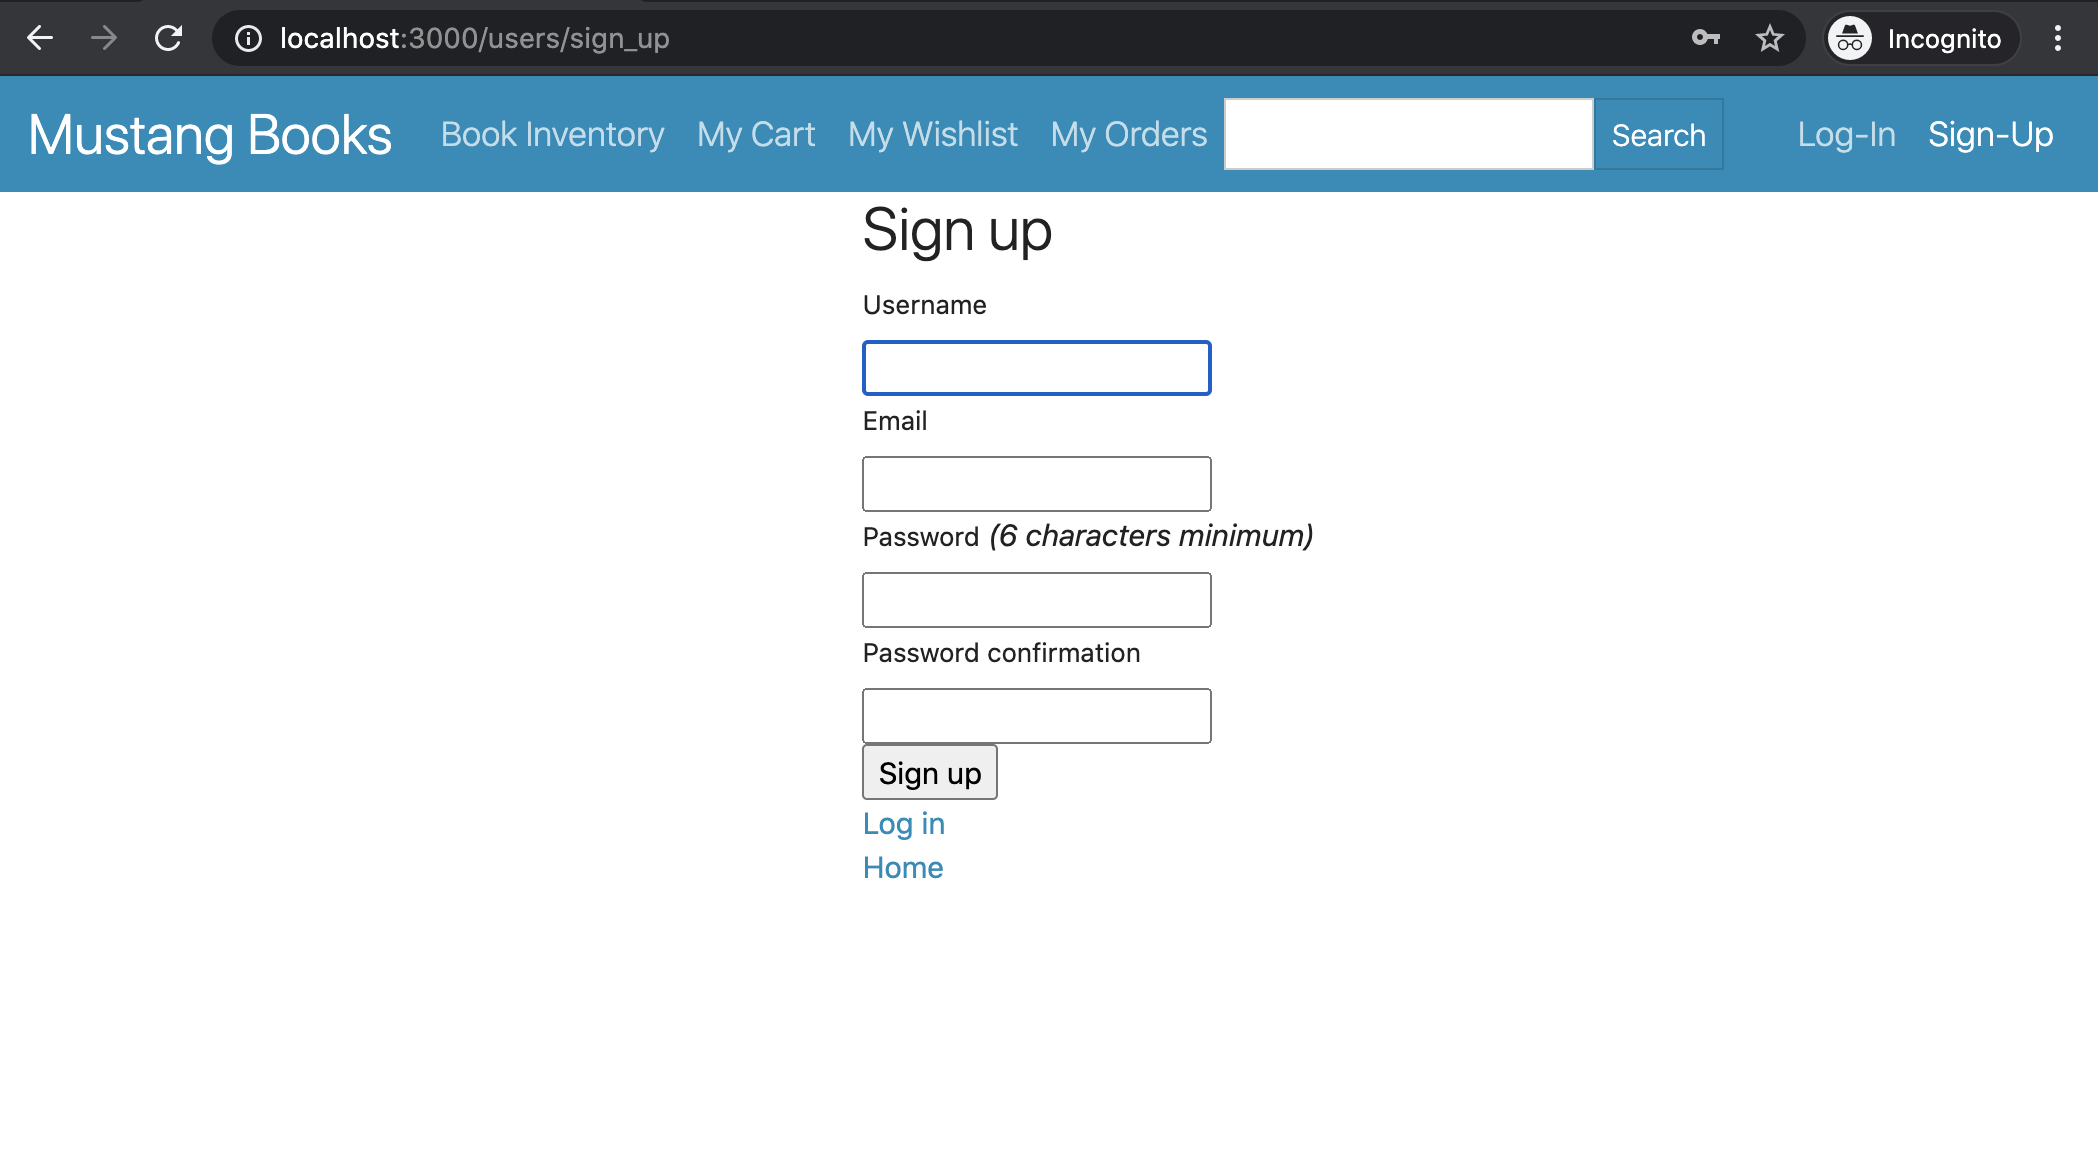 localhost:3000/users/sign_up
Incognito
Mustang Books Book Inventory My Cart My Wishlist My Orders Search Log-In Sign-Up
Sign up
Username
Email
Password (6 characters minimum)
Password confirmation
Sign up
Log in
Home